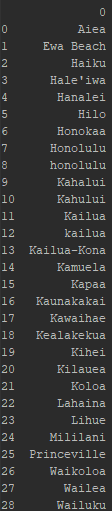 0
0 Aiea
1 Ewa Beach
2 Haiku
3 Hale'iwa
4 Hanalei
5 Hilo
6 Honokaa
7 Honolulu
8 honolulu
9 Kahalui
10 Kahului
11 Kailua
12 kailua
13 Kailua-Kona
14 Kamuela
15 Kapaa
16 Kaunakakai
17 Kawaihae
18 Kealakekua
19 Kihei
20 Kilauea
21 Koloa
22 Lahaina
23 Lihue
24 Mililani
25 Princeville
26 Waikoloa
27 Wailea
28 Wailuku